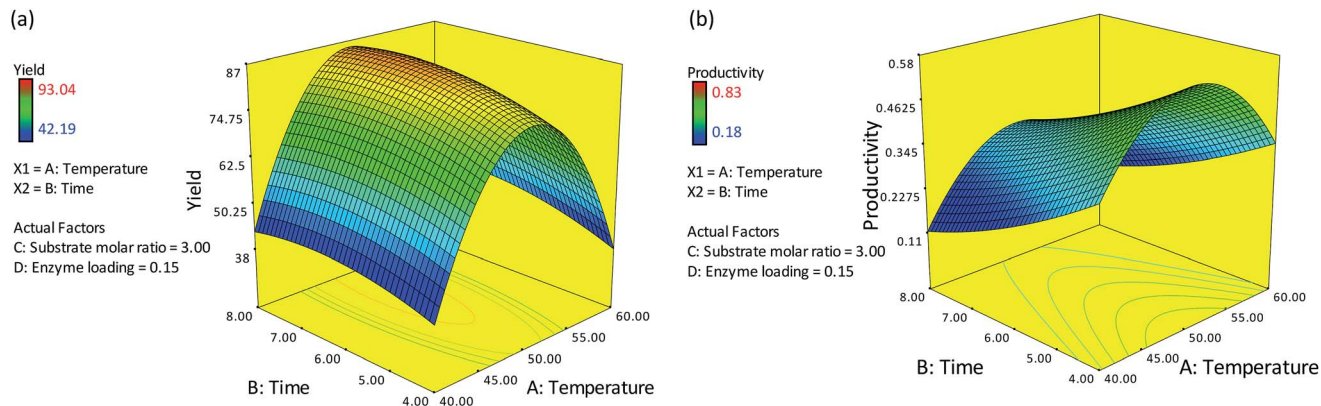 (a)
Yield
93.04
42.19
X1 = A: Temperature
X2 = B: Time
Actual Factors
C: Substrate molar ratio = 3.00
D: Enzyme loading = 0.15
87
74.75
62.5
50.25
38
Yield
8.00
7.00
6.00
5.00
4.00
B: Time
40.00
45.00
50.00
55.00
60.00
A: Temperature
(b)
Productivity
0.83
0.18
X1 = A: Temperature
X2 = B: Time
Actual Factors
C: Substrate molar ratio = 3.00
D: Enzyme loading = 0.15
0.58
0.4625
0.345
0.2275
0.11
Productivity
8.00
7.00
6.00
5.00
4.00
B: Time
40.00
45.00
50.00
55.00
60.00
A: Temperature